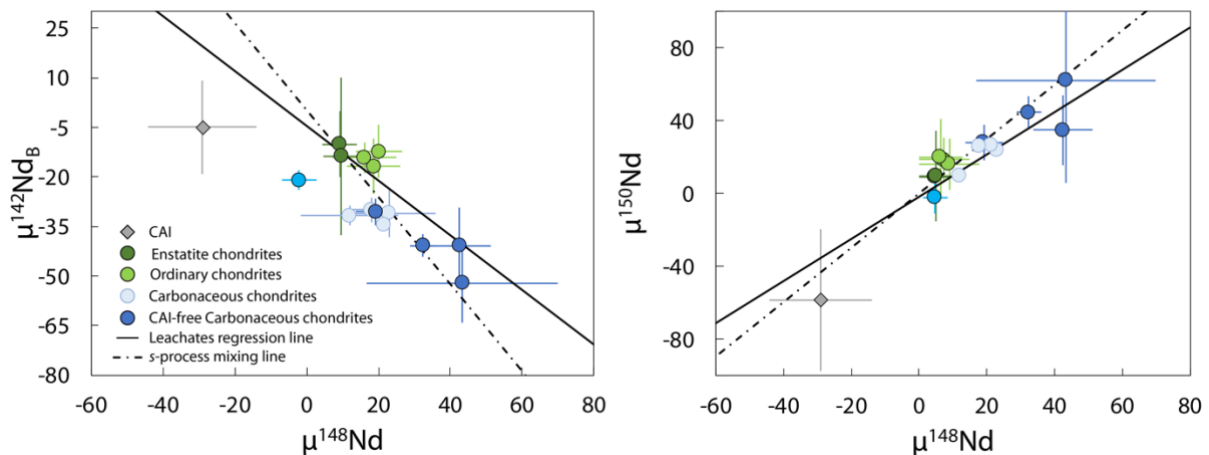 25
10
-5
-20
-35
-50
-65
-80
μ¹⁴²Nd_B
CAI
Enstatite chondrites
Ordinary chondrites
Carbonaceous chondrites
CAI-free Carbonaceous chondrites
Leachates regression line
s-process mixing line
-60 -40 -20 0 20 40 60 80
μ¹⁴⁸Nd
80
40
0
-40
-80
μ¹⁵⁰Nd
-60 -40 -20 0 20 40 60 80
μ¹⁴⁸Nd